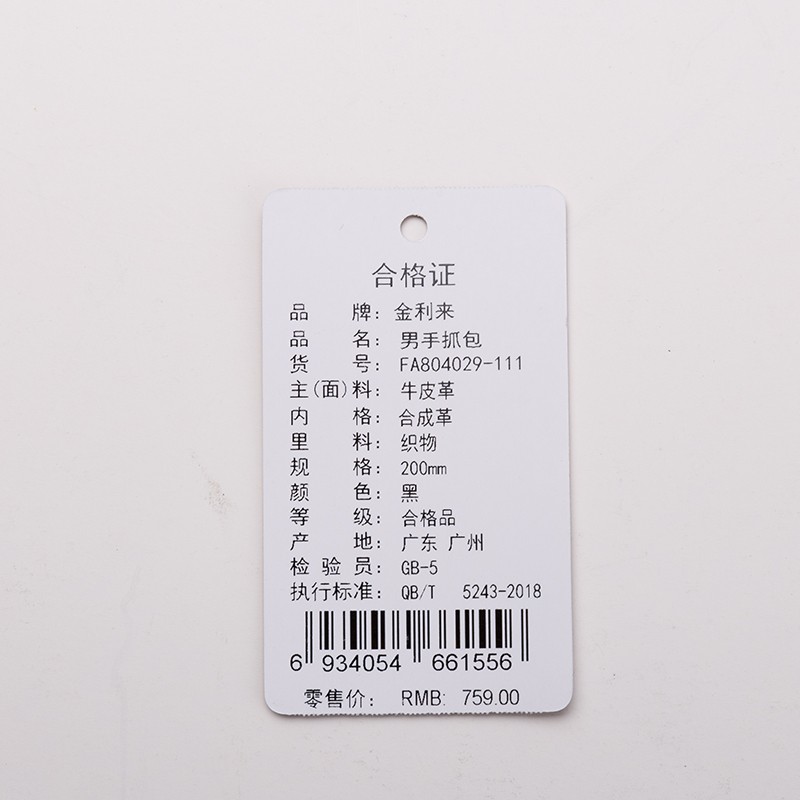 合格证
品 牌：金利来
品 名：男手抓包
货 号：FA804029-111
主(面)料：牛皮革
内 格：合成革
里 料：织物
规 格：200mm
颜 色：黑
等 级：合格品
产 地：广东 广州
检 验 员：GB-5
执行标准：QB/T 5243-2018
6 934054 661556
零售价： RMB: 759.00